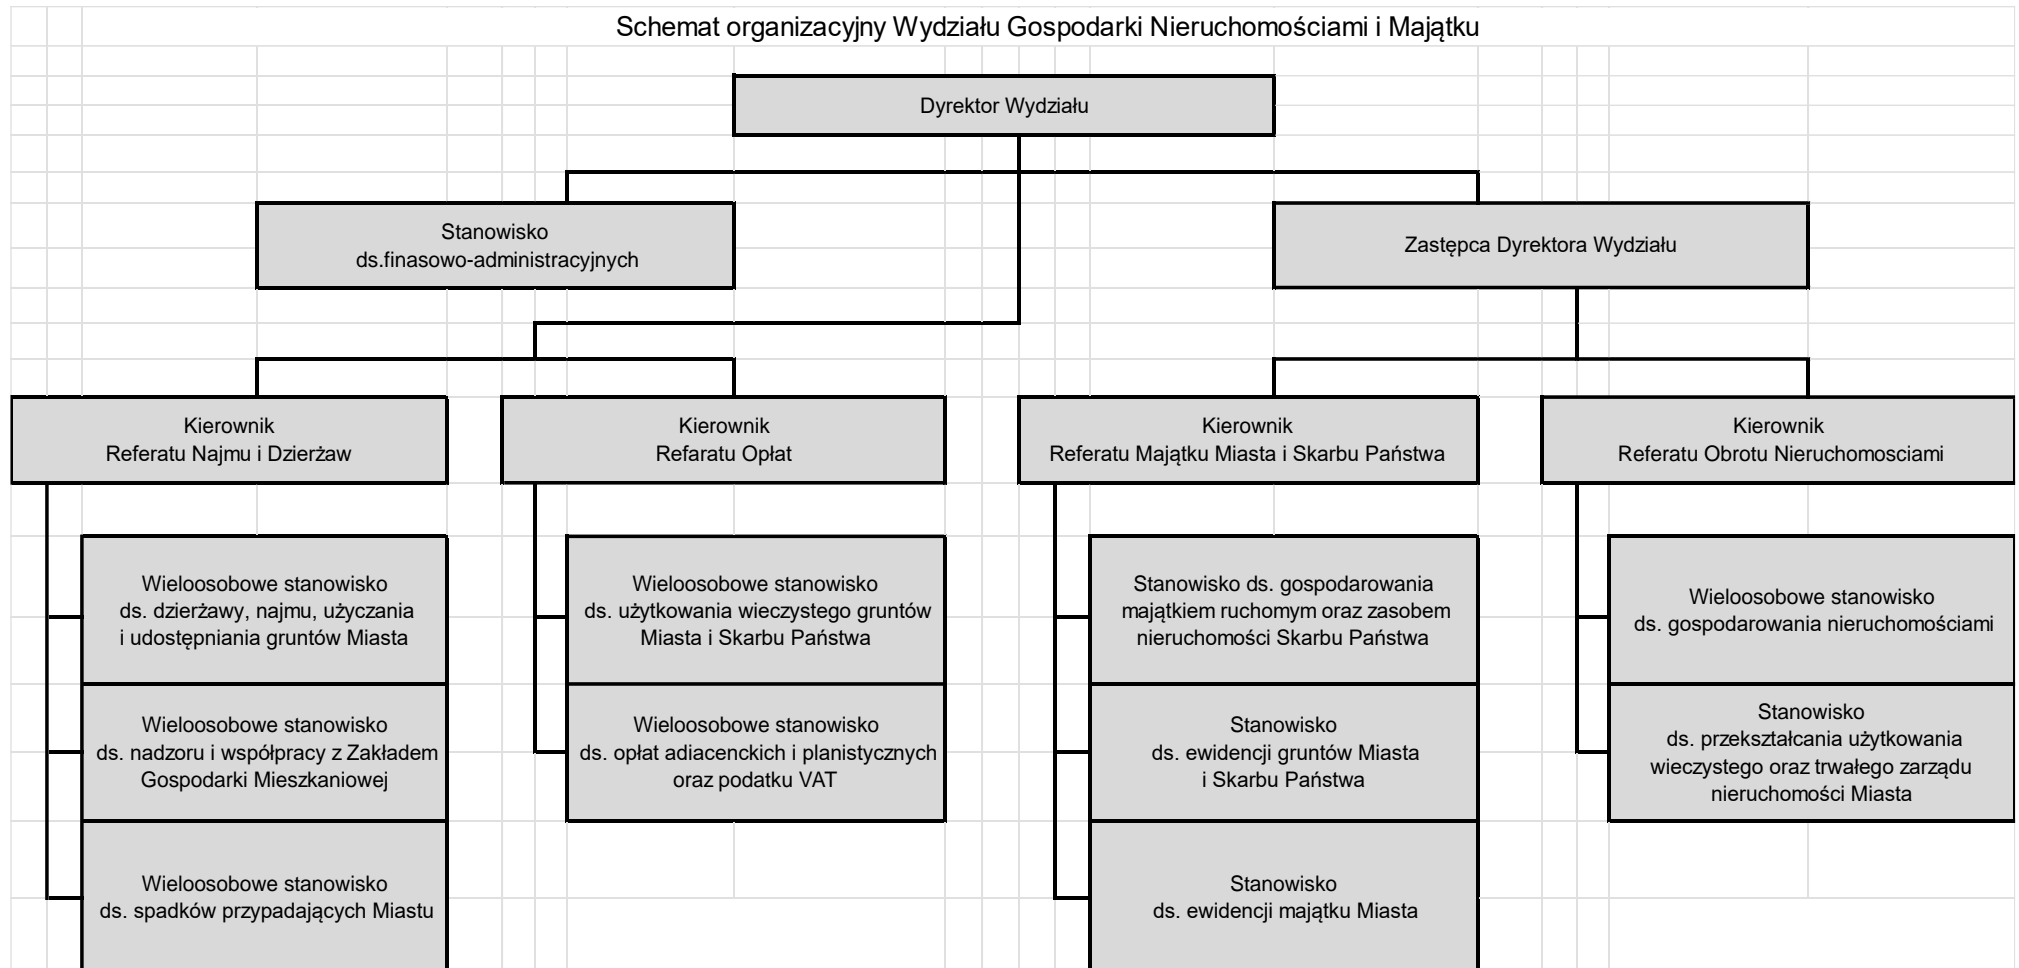 Schemat organizacyjny Wydziału Gospodarki Nieruchomościami i Majątku
Dyrektor Wydziału
Stanowisko
ds.finasowo-administracyjnych
Zastępca Dyrektora Wydziału
Kierownik
Referatu Najmu i Dzierżaw
Kierownik
Refaratu Opłat
Kierownik
Referatu Majątku Miasta i Skarbu Państwa
Kierownik
Referatu Obrotu Nieruchomosciami
Wieloosobowe stanowisko
ds. dzierżawy, najmu, użyczania
i udostępniania gruntów Miasta
Wieloosobowe stanowisko
ds. nadzoru i współpracy z Zakładem
Gospodarki Mieszkaniowej
Wieloosobowe stanowisko
ds. spadków przypadających Miastu
Wieloosobowe stanowisko
ds. użytkowania wieczystego gruntów
Miasta i Skarbu Państwa
Wieloosobowe stanowisko
ds. opłat adiacenckich i planistycznych
oraz podatku VAT
Stanowisko ds. gospodarowania
majątkiem ruchomym oraz zasobem
nieruchomości Skarbu Państwa
Stanowisko
ds. ewidencji gruntów Miasta
i Skarbu Państwa
Stanowisko
ds. ewidencji majątku Miasta
Wieloosobowe stanowisko
ds. gospodarowania nieruchomościami
Stanowisko
ds. przekształcania użytkowania
wieczystego oraz trwałego zarządu
nieruchomości Miasta